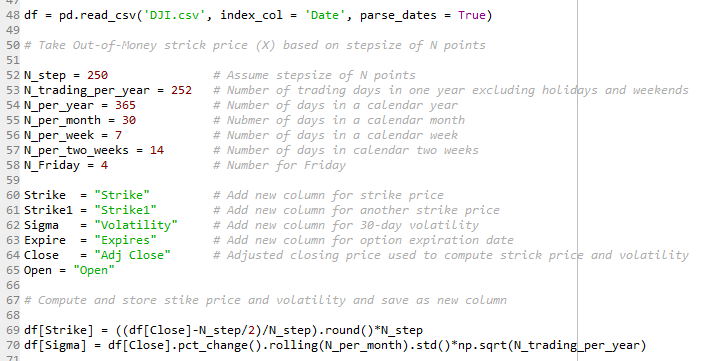 47
48 df = pd.read_csv('DJI.csv', index_col = 'Date', parse_dates = True)
49
50 # Take Out-of-Money strick price (X) based on stepsize of N points
51
52 N_step = 250 # Assume stepsize of N points
53 N_trading_per_year = 252 # Number of trading days in one year excluding holidays and weekends
54 N_per_year = 365 # Number of days in a calendar year
55 N_per_month = 30 # Nubmer of days in a calendar month
56 N_per_week = 7 # Number of days in a calendar week
57 N_per_two_weeks = 14 # Number of days in calendar two weeks
58 N_Friday = 4 # Number for Friday
59
60 Strike = "Strike" # Add new column for strike price
61 Strike1 = "Strike1" # Add new column for another strike price
62 Sigma = "Volatility" # Add new column for 30-day volatility
63 Expire = "Expires" # Add new column for option expiration date
64 Close = "Adj Close" # Adjusted closing price used to compute strick price and volatility
65 Open = "Open"
66
67 # Compute and store stike price and volatility and save as new column
68
69 df[Strike] = ((df[Close]-N_step/2)/N_step).round()*N_step
70 df[Sigma] = df[Close].pct_change().rolling(N_per_month).std()*np.sqrt(N_trading_per_year)
71